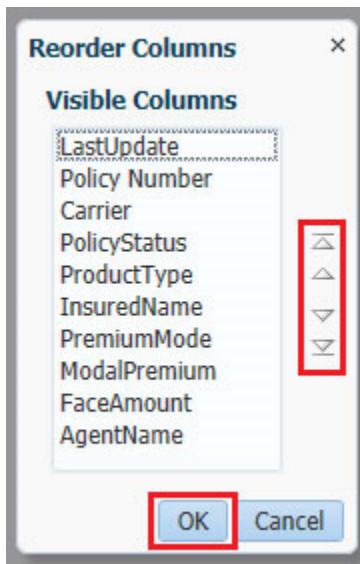 Reorder Columns
Visible Columns
LastUpdate
Policy Number
Carrier
PolicyStatus
ProductType
InsuredName
PremiumMode
ModalPremium
FaceAmount
AgentName
OK Cancel